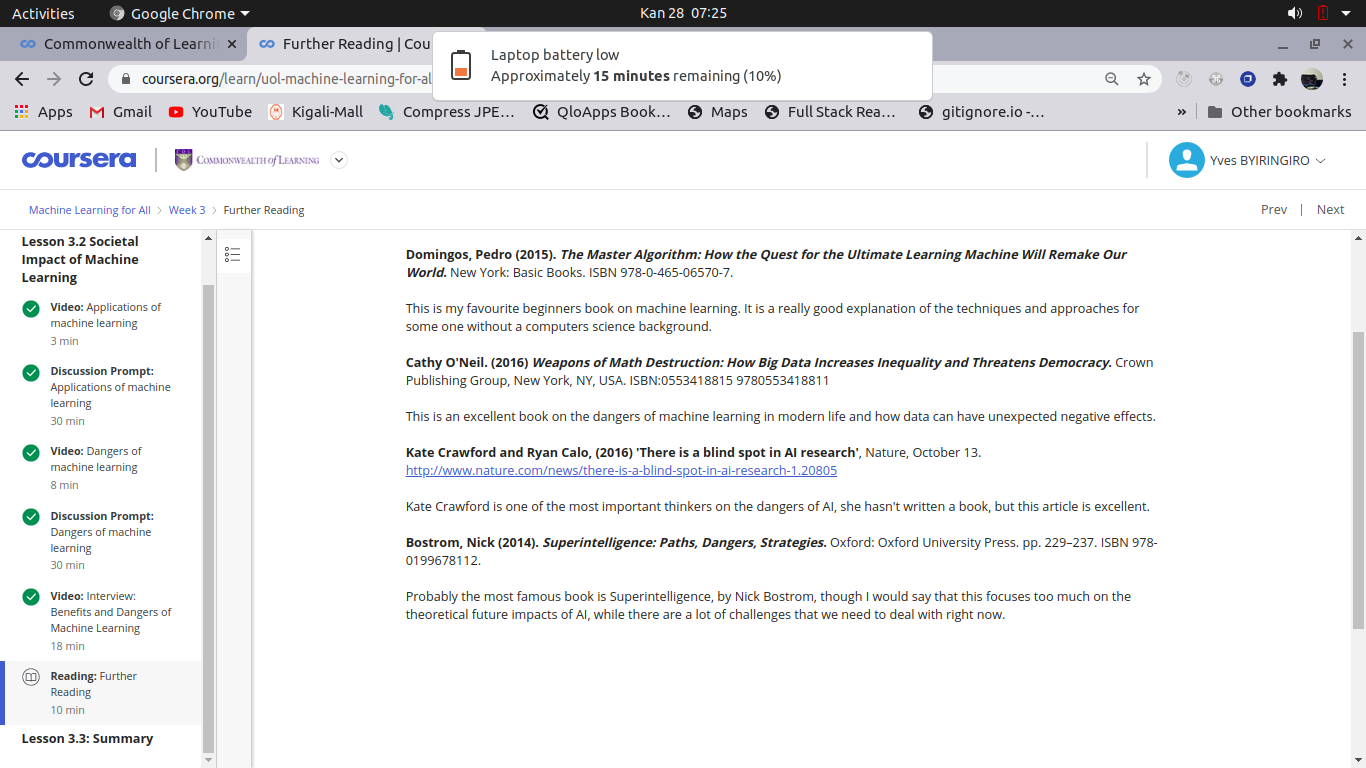 Activities
Google Chrome
Kan 28 07:25
Commonwealth of Learni
Further Reading | Cou
Laptop battery low
Approximately 15 minutes remaining (10%)
coursera.org/learn/uol-machine-learning-for-al
Apps
Gmail
YouTube
Kigali-Mall
Compress JPE…
QloApps Book…
Maps
Full Stack Rea…
gitignore.io -…
»
Other bookmarks
coursera
COMMONWEALTH of LEARNING
Yves BYIRINGIRO
Machine Learning for All > Week 3 > Further Reading
Prev | Next
Lesson 3.2 Societal
Impact of Machine
Learning
Video: Applications of
machine learning
3 min
Discussion Prompt:
Applications of machine
learning
30 min
Video: Dangers of
machine learning
8 min
Discussion Prompt:
Dangers of machine
learning
30 min
Video: Interview:
Benefits and Dangers of
Machine Learning
18 min
Reading: Further
Reading
10 min
Lesson 3.3: Summary
Domingos, Pedro (2015). The Master Algorithm: How the Quest for the Ultimate Learning Machine Will Remake Our
World. New York: Basic Books. ISBN 978-0-465-06570-7.
This is my favourite beginners book on machine learning. It is a really good explanation of the techniques and approaches for
some one without a computers science background.
Cathy O'Neil. (2016) Weapons of Math Destruction: How Big Data Increases Inequality and Threatens Democracy. Crown
Publishing Group, New York, NY, USA. ISBN:0553418815 9780553418811
This is an excellent book on the dangers of machine learning in modern life and how data can have unexpected negative effects.
Kate Crawford and Ryan Calo, (2016) 'There is a blind spot in AI research', Nature, October 13.
http://www.nature.com/news/there-is-a-blind-spot-in-ai-research-1.20805
Kate Crawford is one of the most important thinkers on the dangers of AI, she hasn't written a book, but this article is excellent.
Bostrom, Nick (2014). Superintelligence: Paths, Dangers, Strategies. Oxford: Oxford University Press. pp. 229–237. ISBN 978-
0199678112.
Probably the most famous book is Superintelligence, by Nick Bostrom, though I would say that this focuses too much on the
theoretical future impacts of AI, while there are a lot of challenges that we need to deal with right now.